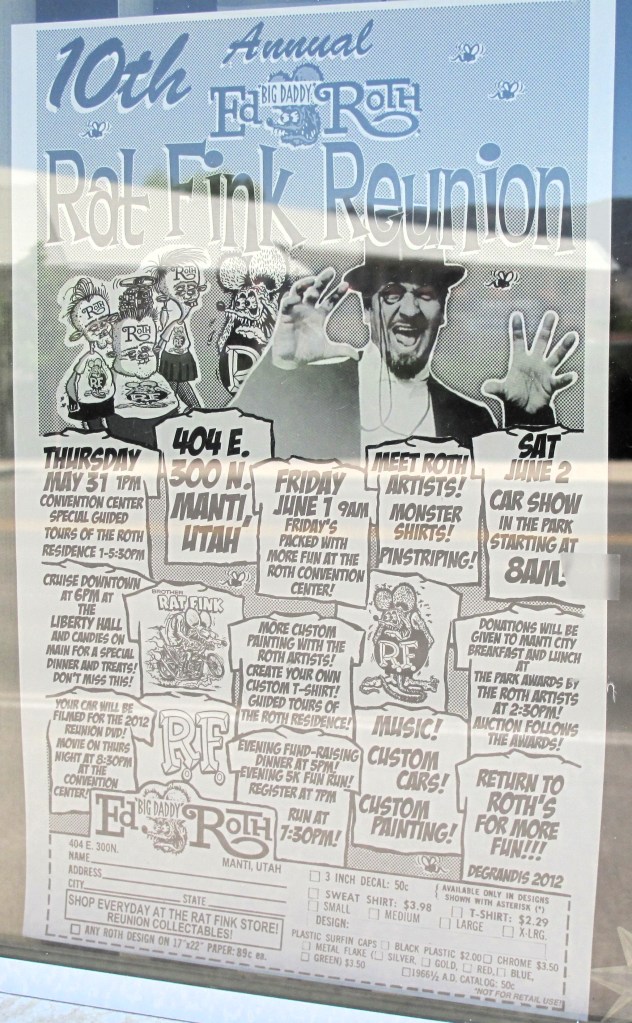 10th Annual
Ed "BIG DADDY" ROTH
Rat Fink Reunion
ROTH
ROTH
ROTH
RF
RF
R
THURSDAY
MAY 31 1PM
CONVENTION CENTER
SPECIAL GUIDED
TOURS OF THE ROTH
RESIDENCE 1-5:30PM
404 E.
300 N.
MANTI,
UTAH
FRIDAY
JUNE 1 9AM
FRIDAY'S
PACKED WITH
MORE FUN AT THE
ROTH CONVENTION
CENTER!
MEET ROTH
ARTISTS!
MONSTER
SHIRTS!
PINSTRIPING!
SAT
JUNE 2
CAR SHOW
IN THE PARK
STARTING AT
8AM.
CRUISE DOWNTOWN
at 6PM at
THE
LIBERTY HALL
AND CANDIES ON
MAIN FOR A SPECIAL
DINNER AND TREATS!
DON'T MISS THIS!
BROTHER
RAT FINK
MORE CUSTOM
PAINTING WITH THE
ROTH ARTISTS!
CREATE YOUR OWN
CUSTOM T-SHIRT!
GUIDED TOURS OF
THE ROTH RESIDENCE!
RF
DONATIONS WILL BE
GIVEN TO MANTI CITY
BREAKFAST AND LUNCH
AT
THE PARK AWARDS BY
THE ROTH ARTISTS
AT 2:30PM!
AUCTION FOLLOWS
THE AWARDS!
YOUR CAR WILL BE
FILMED FOR THE 2012
REUNION DVD!
MOVIE ON THURS
NIGHT AT 8:30PM
AT THE
CONVENTION
CENTER!
RF
EVENING FUND-RAISING
DINNER AT 5PM!
EVENING 5K FUN RUN!
REGISTER AT 7PM
RUN AT
7:30PM!
MUSIC!
CUSTOM
CARS!
CUSTOM
PAINTING!
RETURN TO
ROTH'S
FOR MORE
FUN!!!
DEGRANDIS 2012
Ed "BIG DADDY" ROTH
404 E. 300N. MANTI, UTAH
NAME
ADDRESS
CITY STATE
SHOP EVERYDAY AT THE RAT FINK STORE!
REUNION COLLECTABLES!
ANY ROTH DESIGN ON 17"x22" PAPER: 89c ea.
3 INCH DECAL: 50c
AVAILABLE ONLY IN DESIGNS
SHOWN WITH ASTERISK (*)
SWEAT SHIRT: $3.98 T-SHIRT: $2.29
SMALL MEDIUM LARGE X-LRG.
DESIGN:
PLASTIC SURFIN CAPS BLACK PLASTIC $2.00 CHROME $3.50
METAL FLAKE (SILVER, GOLD, RED, BLUE,
GREEN) $3.50
1966½ A.D. CATALOG: 50c
*NOT FOR RETAIL USE!